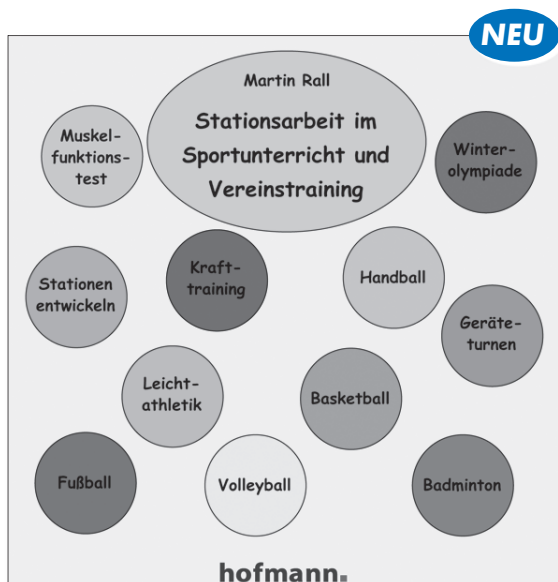 NEU
Martin Rall
Stationsarbeit im
Sportunterricht und
Vereinstraining
Muskel-
funktions-
test
Winter-
olympiade
Kraft-
training
Handball
Stationen
entwickeln
Geräte-
turnen
Leicht-
athletik
Basketball
Fußball
Volleyball
Badminton
hofmann.